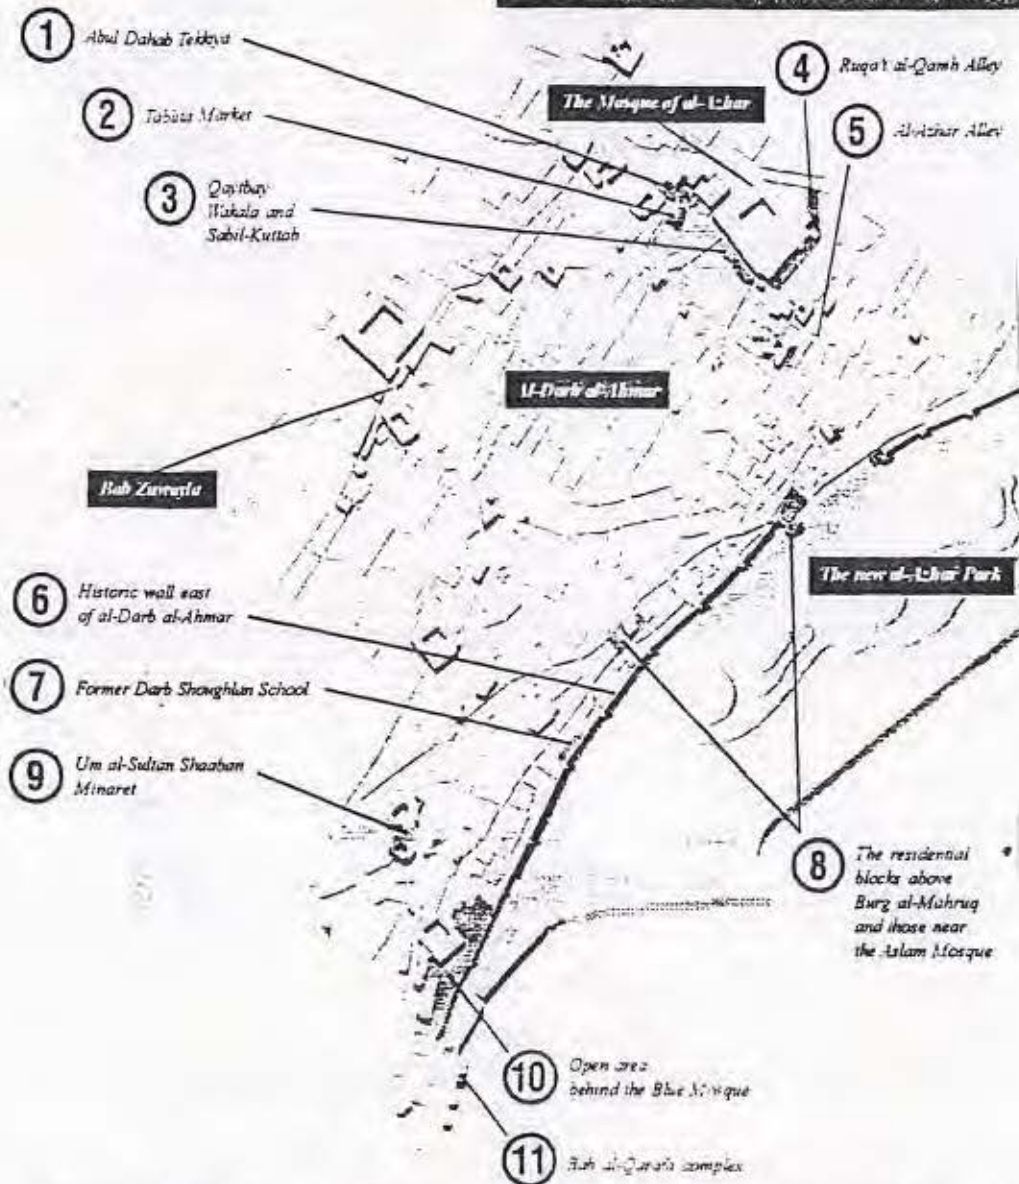 1
Abul Dahab Tekkya
2
Tablita Market
3
Qaytbay
Wakala and
Sabil-Kuttab
The Mosque of al-Azhar
4
Ruqa't al-Qamh Alley
5
Al-Azhar Alley
Al-Darb al-Ahmar
Bab Zuwayla
The new al-Azhar Park
6
Historic wall east
of al-Darb al-Ahmar
7
Former Darb Shoughlan School
9
Um al-Sultan Shaaban
Minaret
8
The residential
blocks above
Burg al-Mahruq
and those near
the Aslam Mosque
10
Open area
behind the Blue Mosque
11
Bab al-Qarafa complex